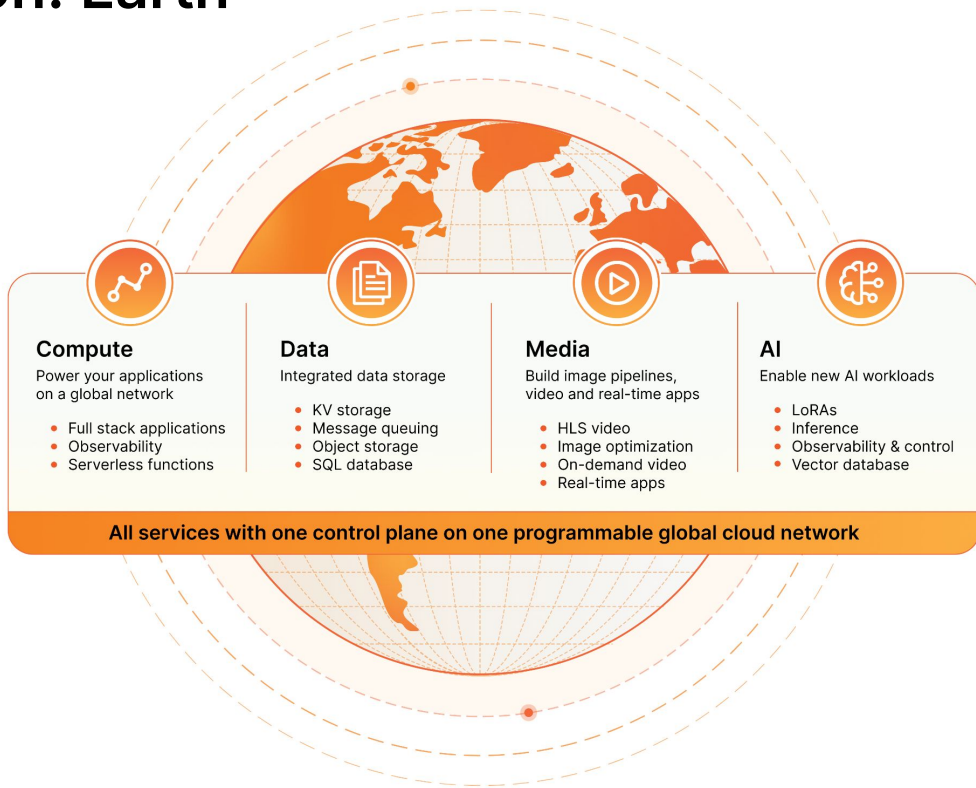 Earth
Compute
Power your applications
on a global network
Full stack applications
Observability
Serverless functions
Data
Integrated data storage
KV storage
Message queuing
Object storage
SQL database
Media
Build image pipelines,
video and real-time apps
HLS video
Image optimization
On-demand video
Real-time apps
AI
Enable new AI workloads
LoRAs
Inference
Observability & control
Vector database
All services with one control plane on one programmable global cloud network